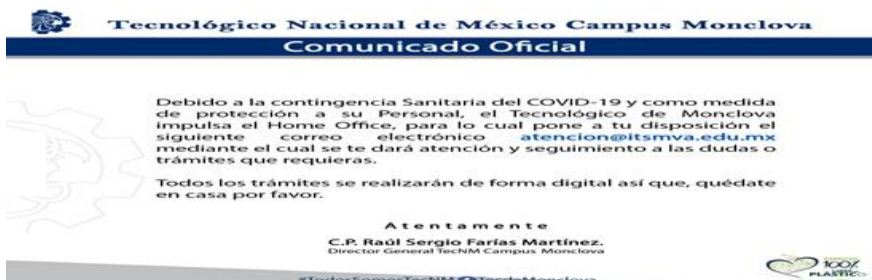 Tecnológico Nacional de México Campus Monclova
Comunicado Oficial
Debido a la contingencia Sanitaria del COVID-19 y como medida
de protección a su Personal, el Tecnológico de Monclova
impulsa el Home Office, para lo cual pone a tu disposición el
siguiente correo electrónico atencion@itsmva.edu.mx
mediante el cual se te dará atención y seguimiento a las dudas o
trámites que requieras.
Todos los trámites se realizarán de forma digital así que, quédate
en casa por favor.
Atentamente
C.P. Raúl Sergio Farías Martínez.
Director General TecNM Campus Monclova
100%
PLÁSTICO